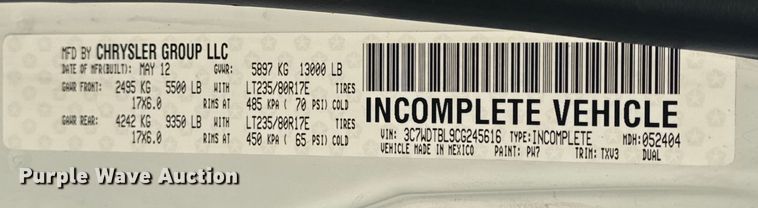 MFD BY CHRYSLER GROUP LLC
DATE OF MFR(BUILT): MAY 12 GVWR: 5897 KG 13000 LB
GAWR FRONT: 2495 KG 5500 LB WITH LT235/80R17E TIRES
17X6.0 RIMS AT 485 KPA ( 70 PSI) COLD
GAWR REAR: 4242 KG 9350 LB WITH LT235/80R17E TIRES
17X6.0 RIMS AT 450 KPA ( 65 PSI) COLD
INCOMPLETE VEHICLE
VIN: 3C7WDTBL9CG245616 TYPE:INCOMPLETE MDH:052404
VEHICLE MADE IN MEXICO PAINT: PW7 TRIM: TXV3 DUAL
Purple Wave Auction